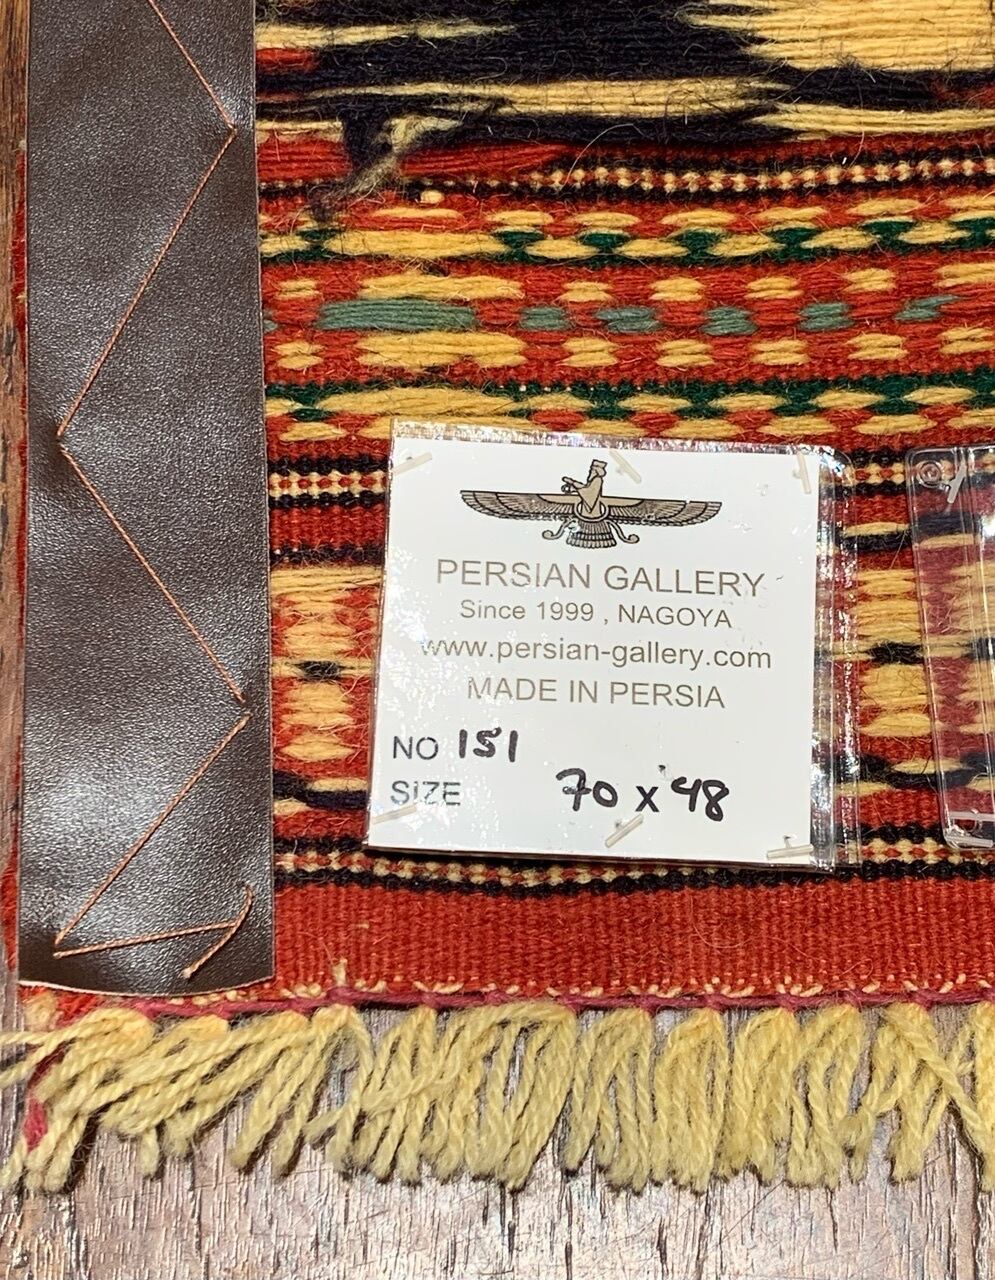 PERSIAN GALLERY
Since 1999 , NAGOYA
www.persian-gallery.com
MADE IN PERSIA
NO 151
SIZE 70 x 48